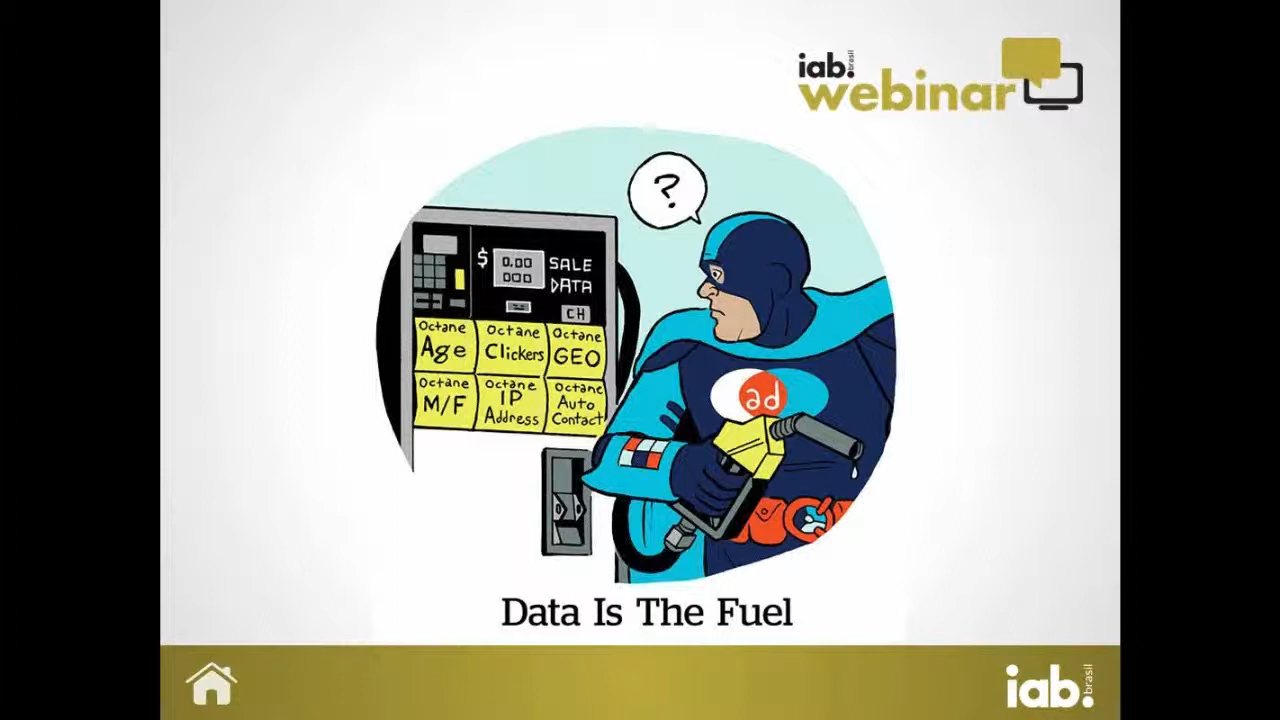 iab.brasil
webinar
?
$ 0.00 SALE
000 DATA
CH
Octane Age
Octane Clickers
Octane GEO
Octane M/F
Octane IP Address
Octane Auto Contact
ad
Data Is The Fuel
iab.brasil